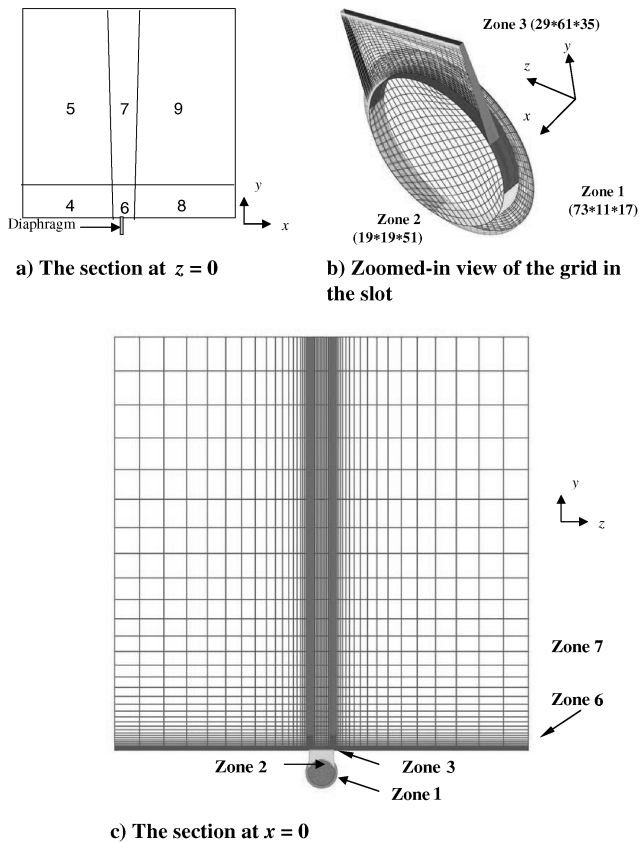 5
7
9
4
6
8
Diaphragm
y
x
a) The section at z = 0
Zone 3 (29*61*35)
y
z
x
Zone 1
(73*11*17)
Zone 2
(19*19*51)
b) Zoomed-in view of the grid in
the slot
y
z
Zone 7
Zone 6
Zone 2
Zone 3
Zone 1
c) The section at x = 0